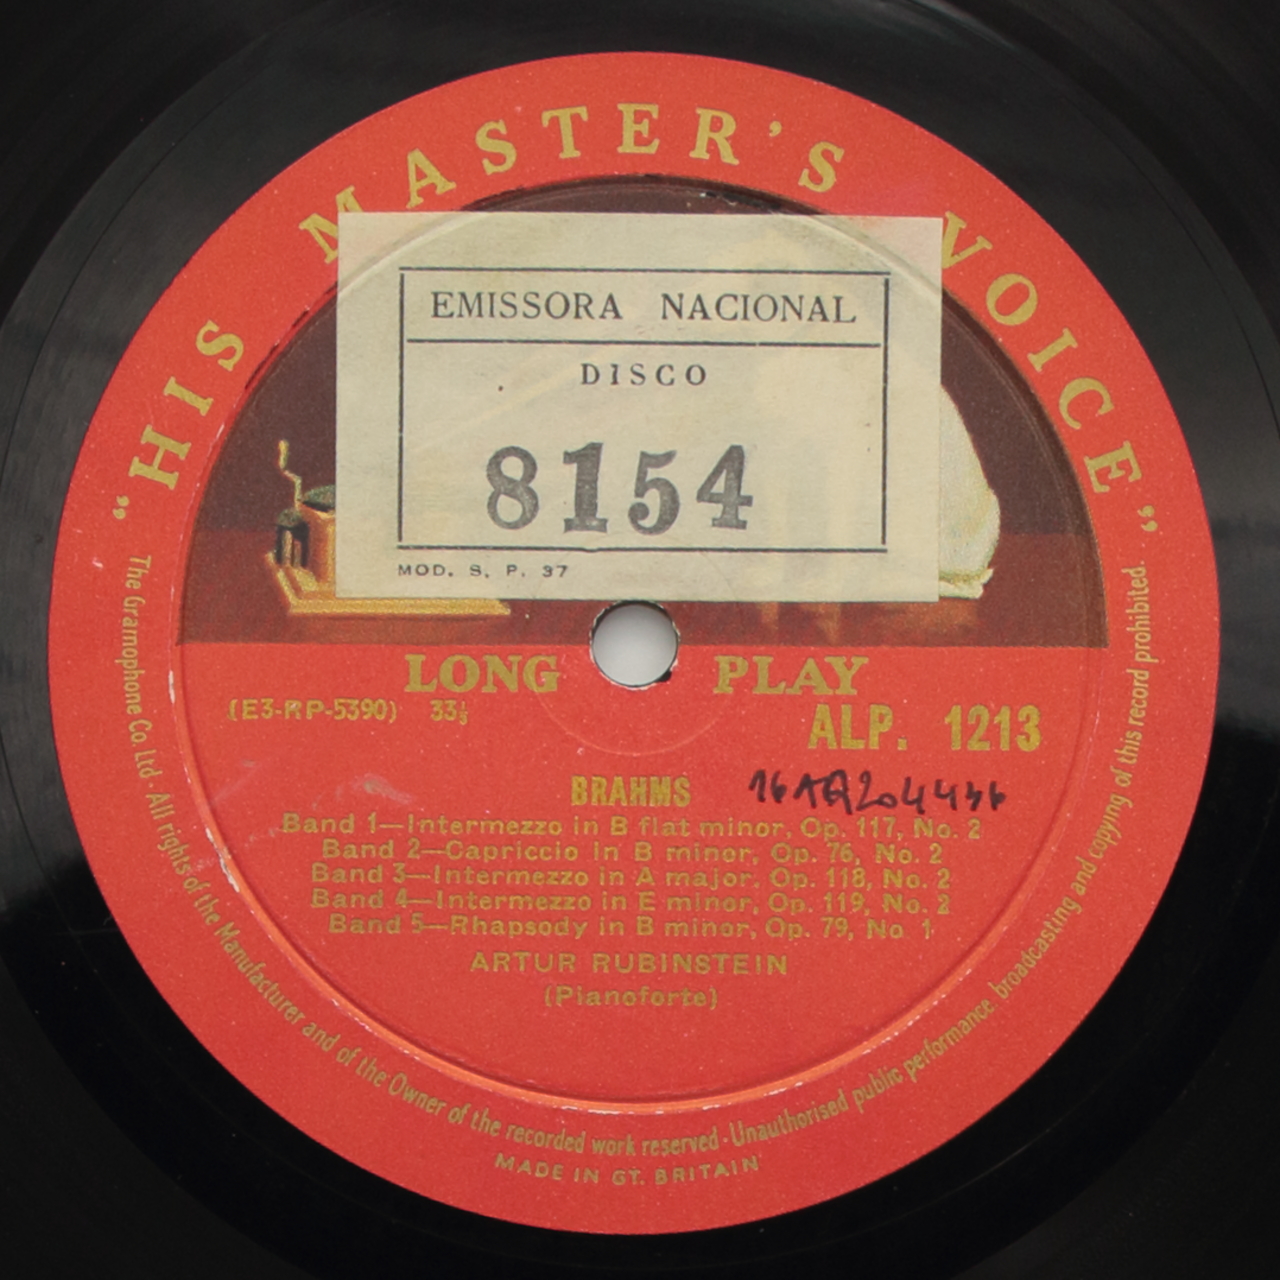 "HIS MASTER'S VOICE"
EMISSORA NACIONAL
DISCO
8154
MOD. S. P. 37
LONG PLAY
(E3-RP-5390) 33⅓
ALP. 1213
BRAHMS
Band 1—Intermezzo in B flat minor, Op. 117, No. 2
Band 2—Capriccio in B minor, Op. 76, No. 2
Band 3—Intermezzo in A major, Op. 118, No. 2
Band 4—Intermezzo in E minor, Op. 119, No. 2
Band 5—Rhapsody in B minor, Op. 79, No 1
ARTUR RUBINSTEIN
(Pianoforte)
The Gramophone Co. Ltd · All rights of the Manufacturer and of the Owner of the recorded work reserved · Unauthorised public performance, broadcasting and copying of this record prohibited.
MADE IN GT. BRITAIN